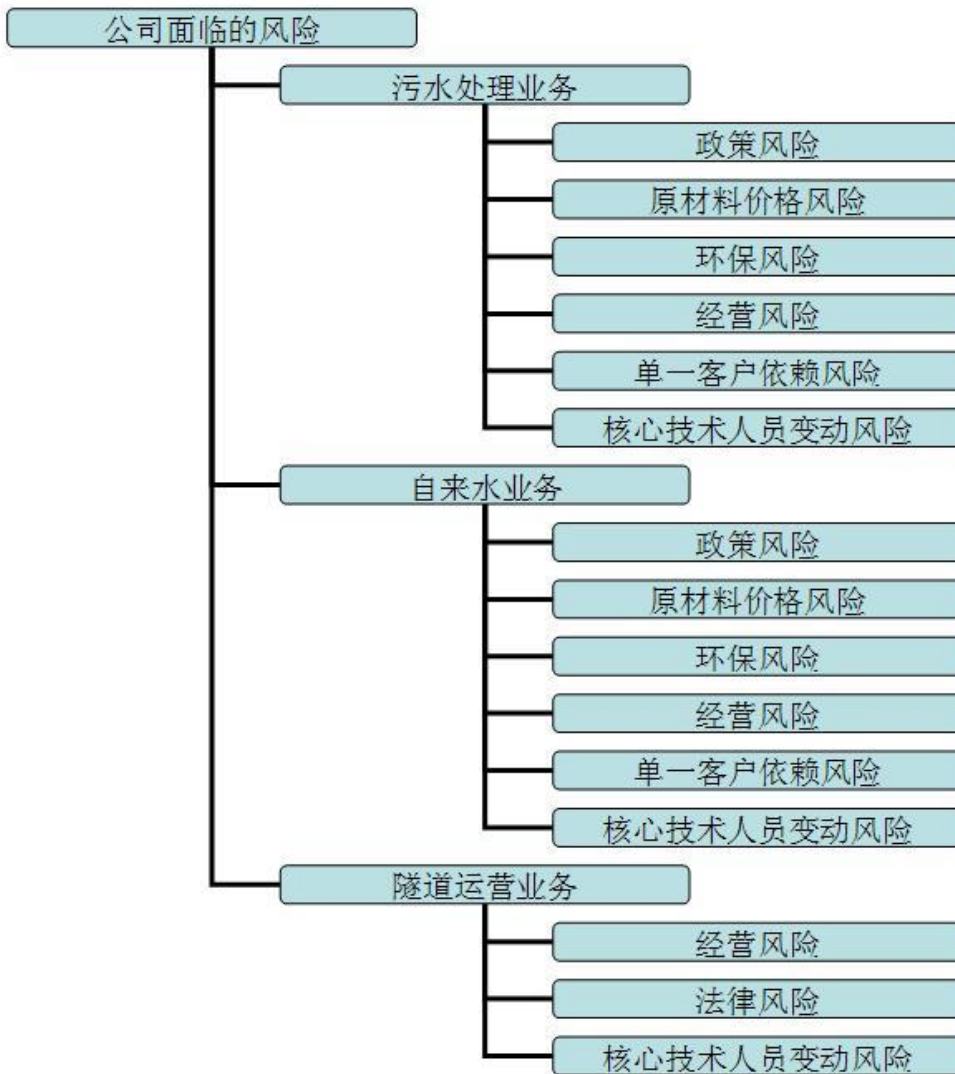 公司面临的风险
污水处理业务
政策风险
原材料价格风险
环保风险
经营风险
单一客户依赖风险
核心技术人员变动风险
自来水业务
政策风险
原材料价格风险
环保风险
经营风险
单一客户依赖风险
核心技术人员变动风险
隧道运营业务
经营风险
法律风险
核心技术人员变动风险